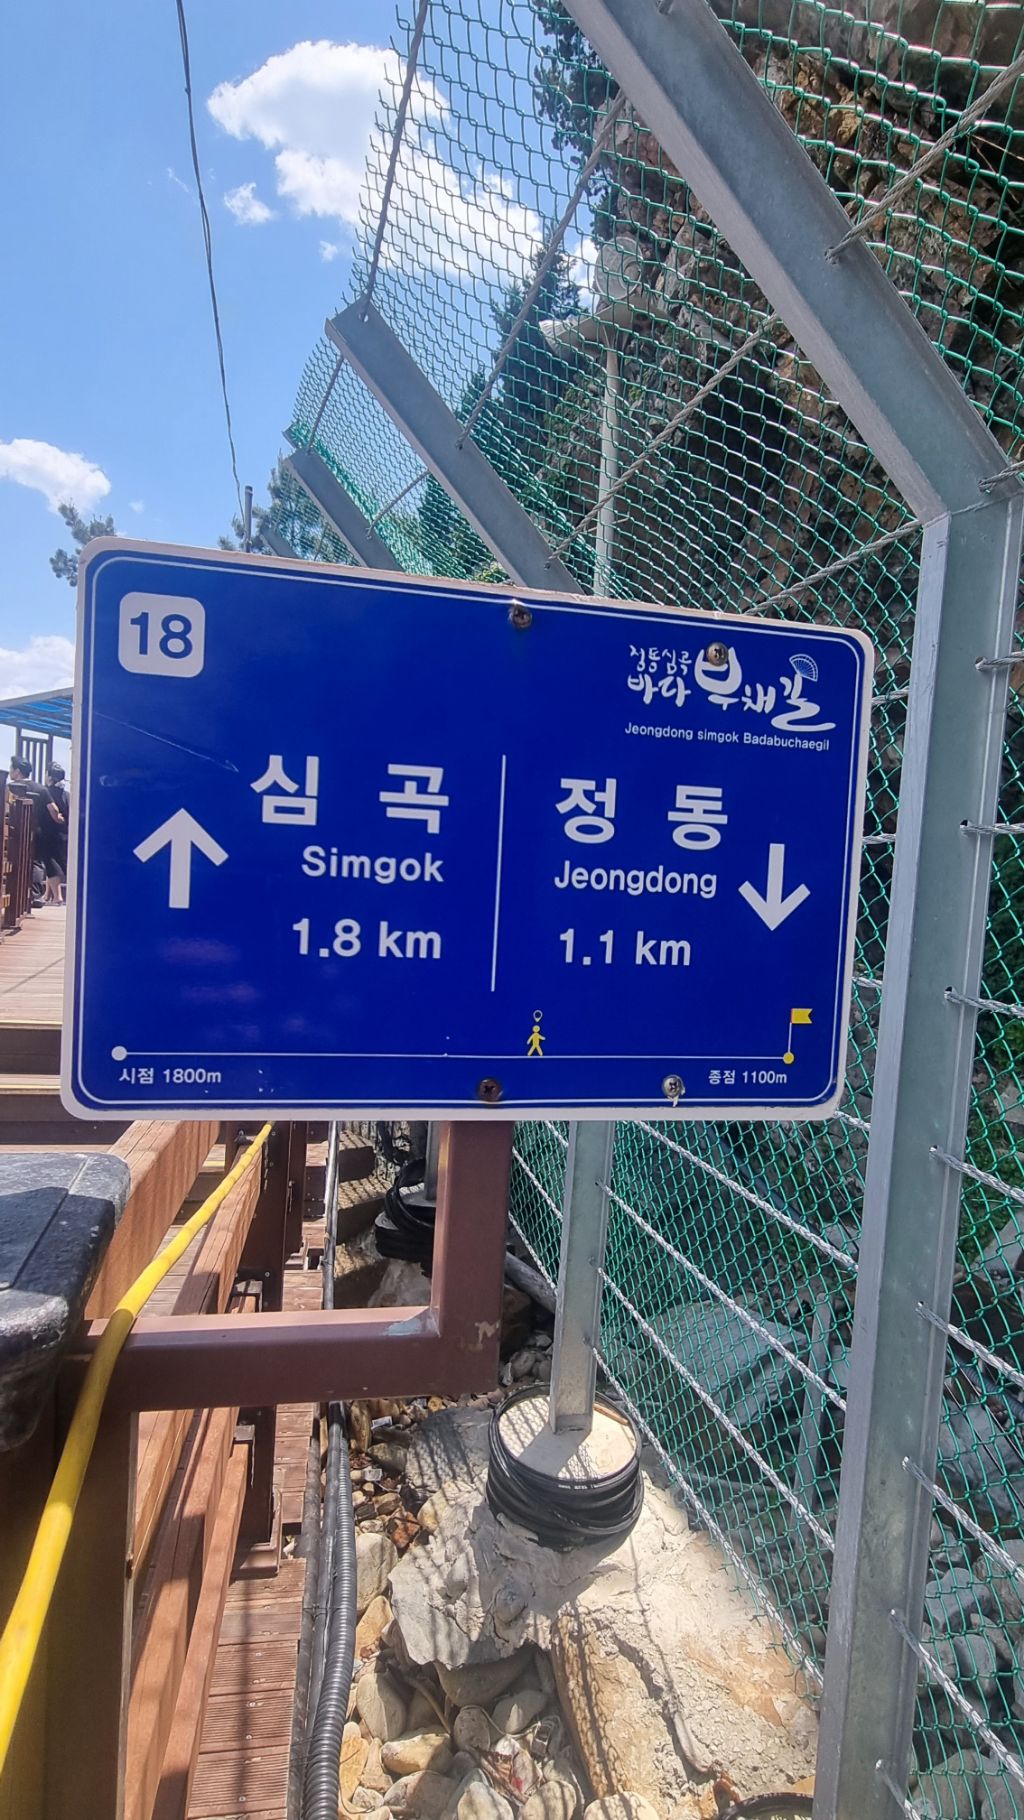 18
정동심곡
바다 부채길
Jeongdong simgok Badabuchaegil
심곡
Simgok
1.8 km
정동
Jeongdong
1.1 km
시점 1800m
종점 1100m